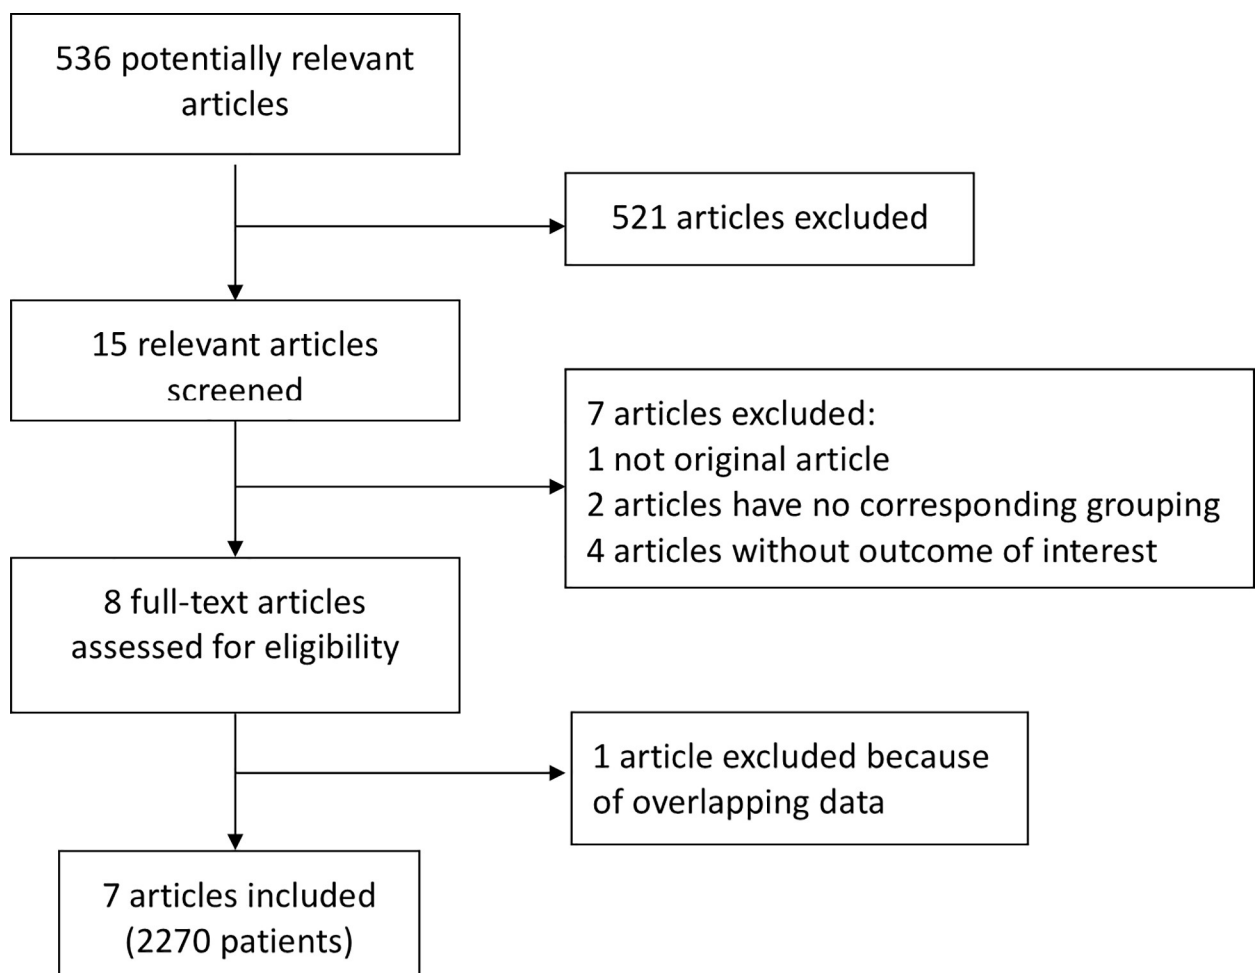 536 potentially relevant
articles
521 articles excluded
15 relevant articles
screened
7 articles excluded:
1 not original article
2 articles have no corresponding grouping
4 articles without outcome of interest
8 full-text articles
assessed for eligibility
1 article excluded because
of overlapping data
7 articles included
(2270 patients)